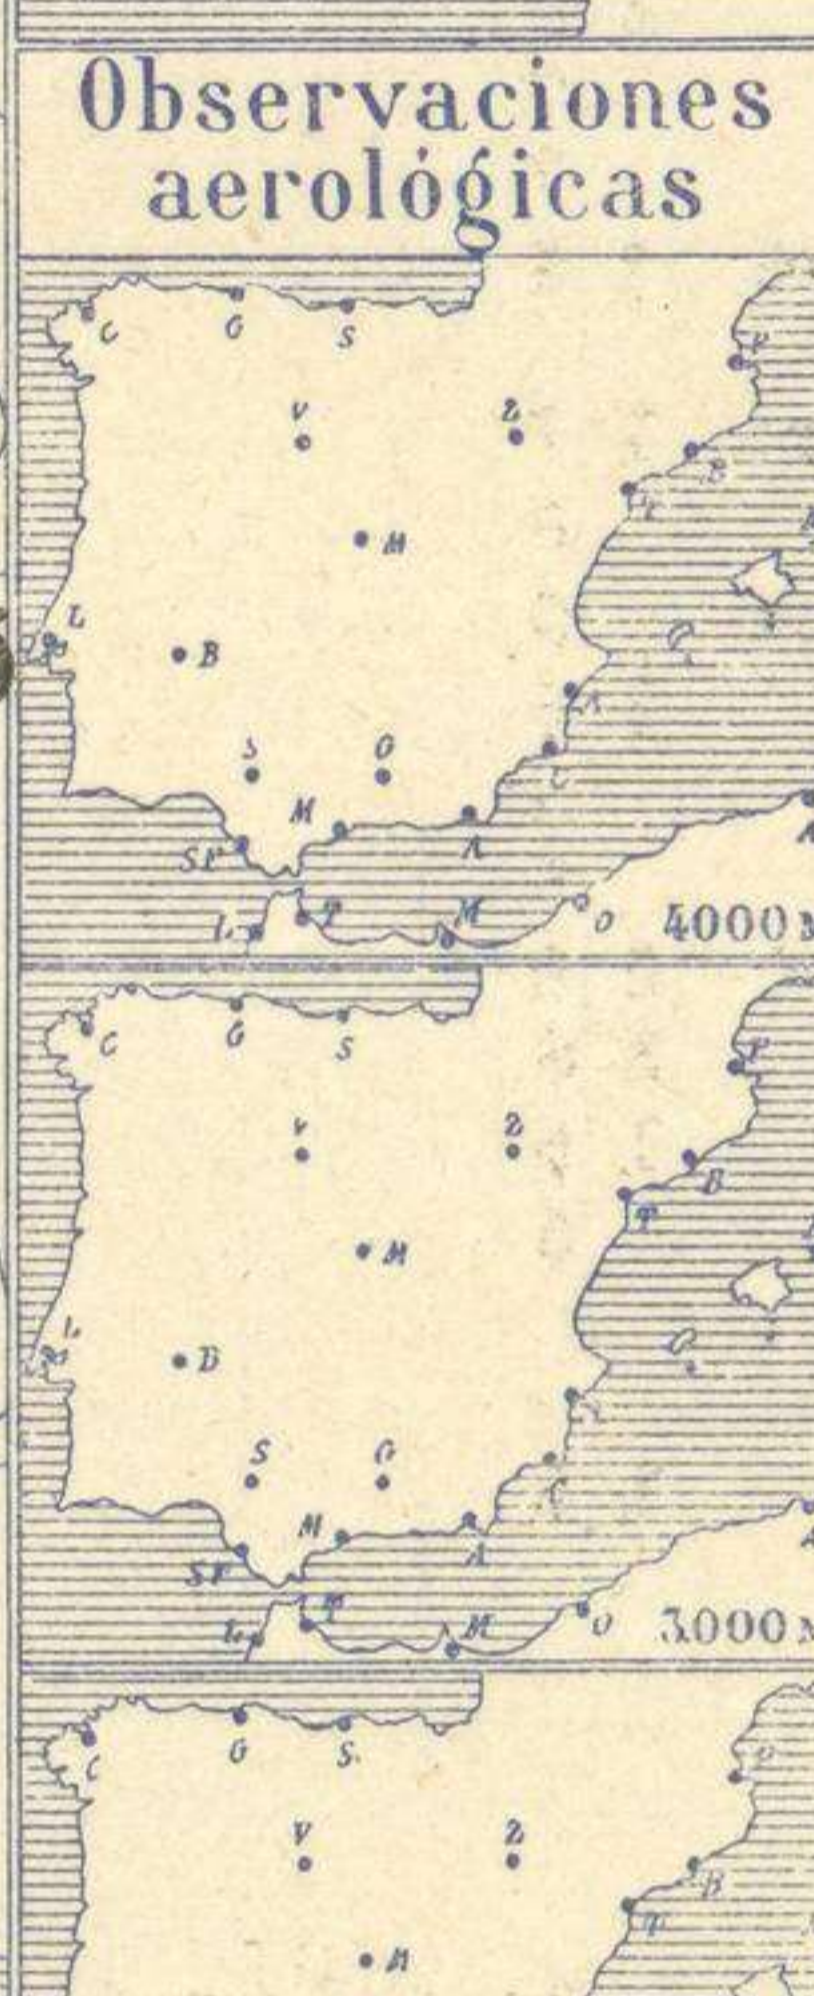 Observaciones
aerológicas
C G S
V Z
B
M
L
B
S G
M
A
SF
T M
L O 4000
C G S
V Z
B
T
M
B
S G
M
A
SF
T
L M O 3000
C G S
V Z
B
T
M